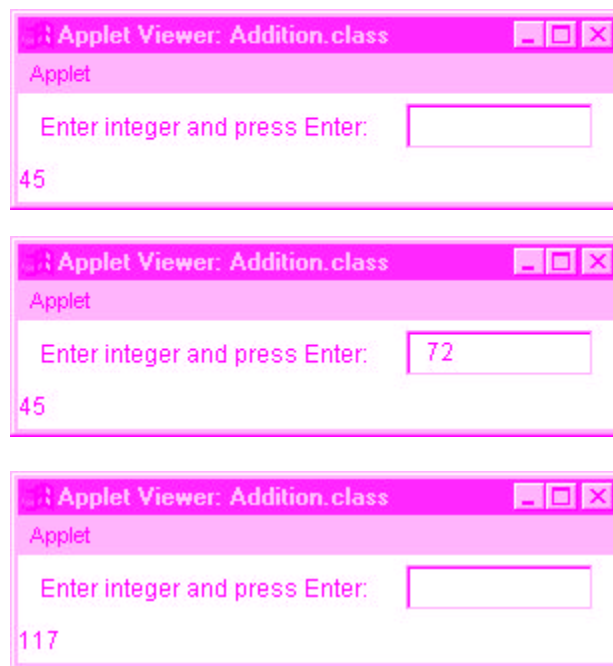 Applet Viewer: Addition.class
Applet
Enter integer and press Enter:
45
Applet Viewer: Addition.class
Applet
Enter integer and press Enter: 72
45
Applet Viewer: Addition.class
Applet
Enter integer and press Enter:
117